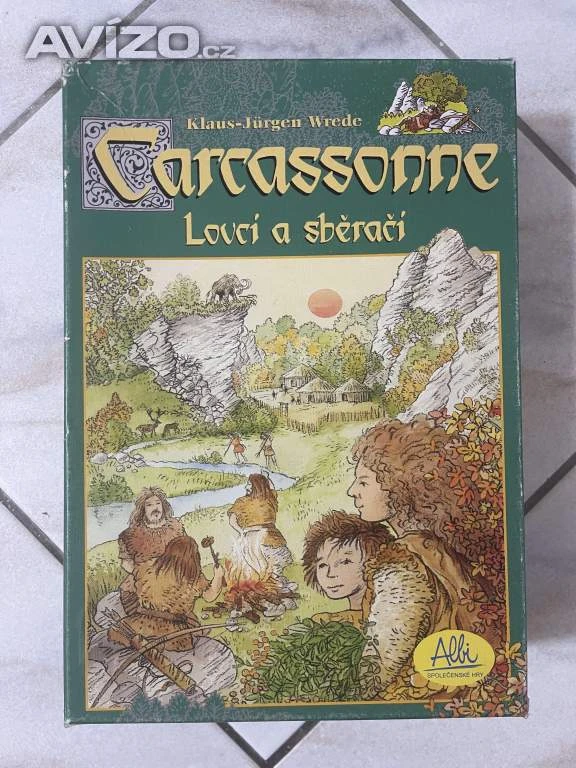 AVÍZO.cz
Klaus-Jürgen Wrede
Carcassonne
Lovci a sběrači
Albi
SPOLEČENSKÉ HRY